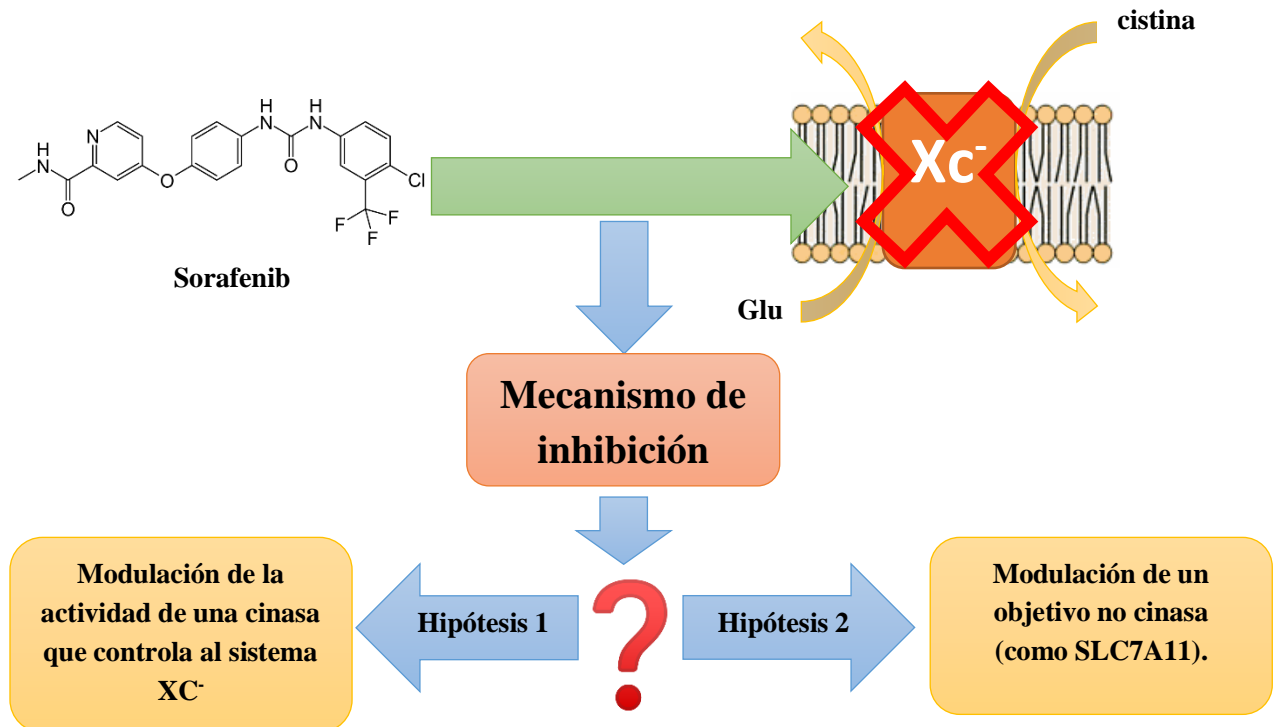 cistina
H
N
H
N
N
N
H
O
O
O
Cl
F
F
F
Xc-
Sorafenib
Glu
Mecanismo de
inhibición
Hipótesis 1
?
Hipótesis 2
Modulación de la
actividad de una cinasa
que controla al sistema
XC-
Modulación de un
objetivo no cinasa
(como SLC7A11).